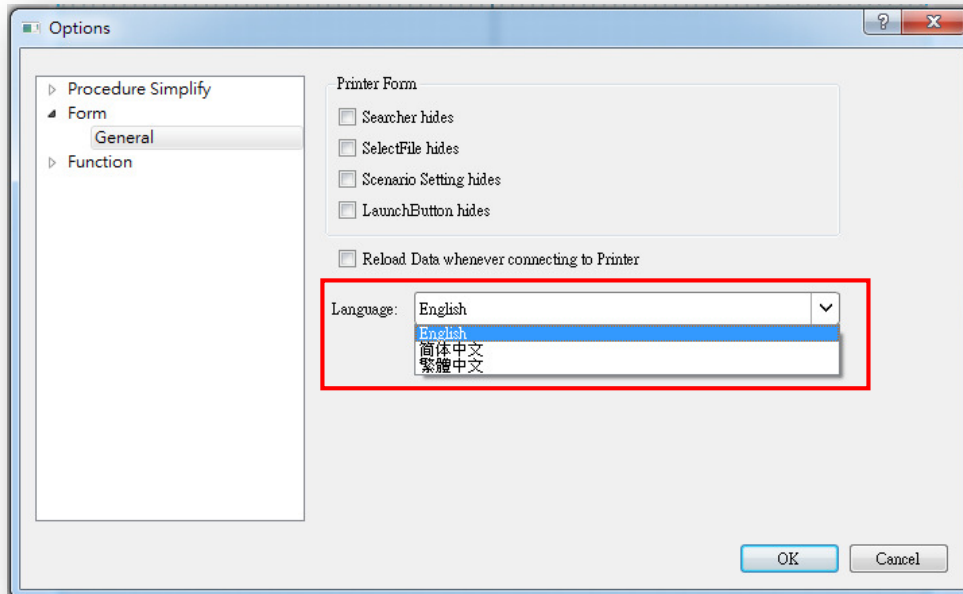 Options
Procedure Simplify
Form
General
Function
Printer Form
Searcher hides
SelectFile hides
Scenario Setting hides
LaunchButton hides
Reload Data whenever connecting to Printer
Language: English
English
简体中文
繁體中文
OK Cancel